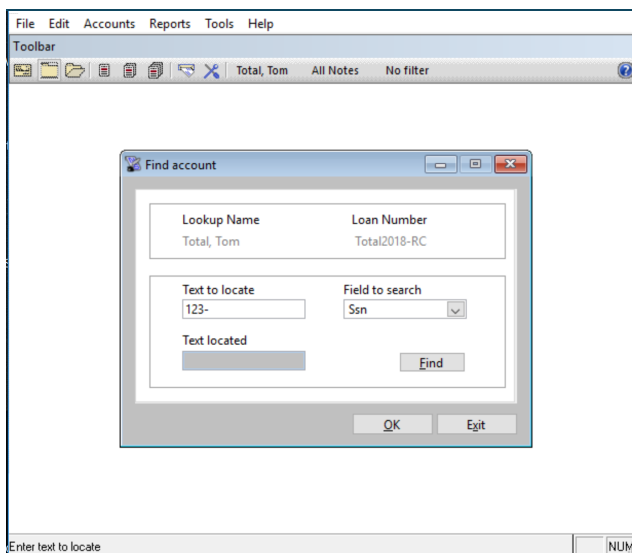 File Edit Accounts Reports Tools Help
Toolbar
Total, Tom All Notes No filter
Find account
Lookup Name Loan Number
Total, Tom Total2018-RC
Text to locate Field to search
123- Ssn
Text located
Find
OK Exit
Enter text to locate NUM